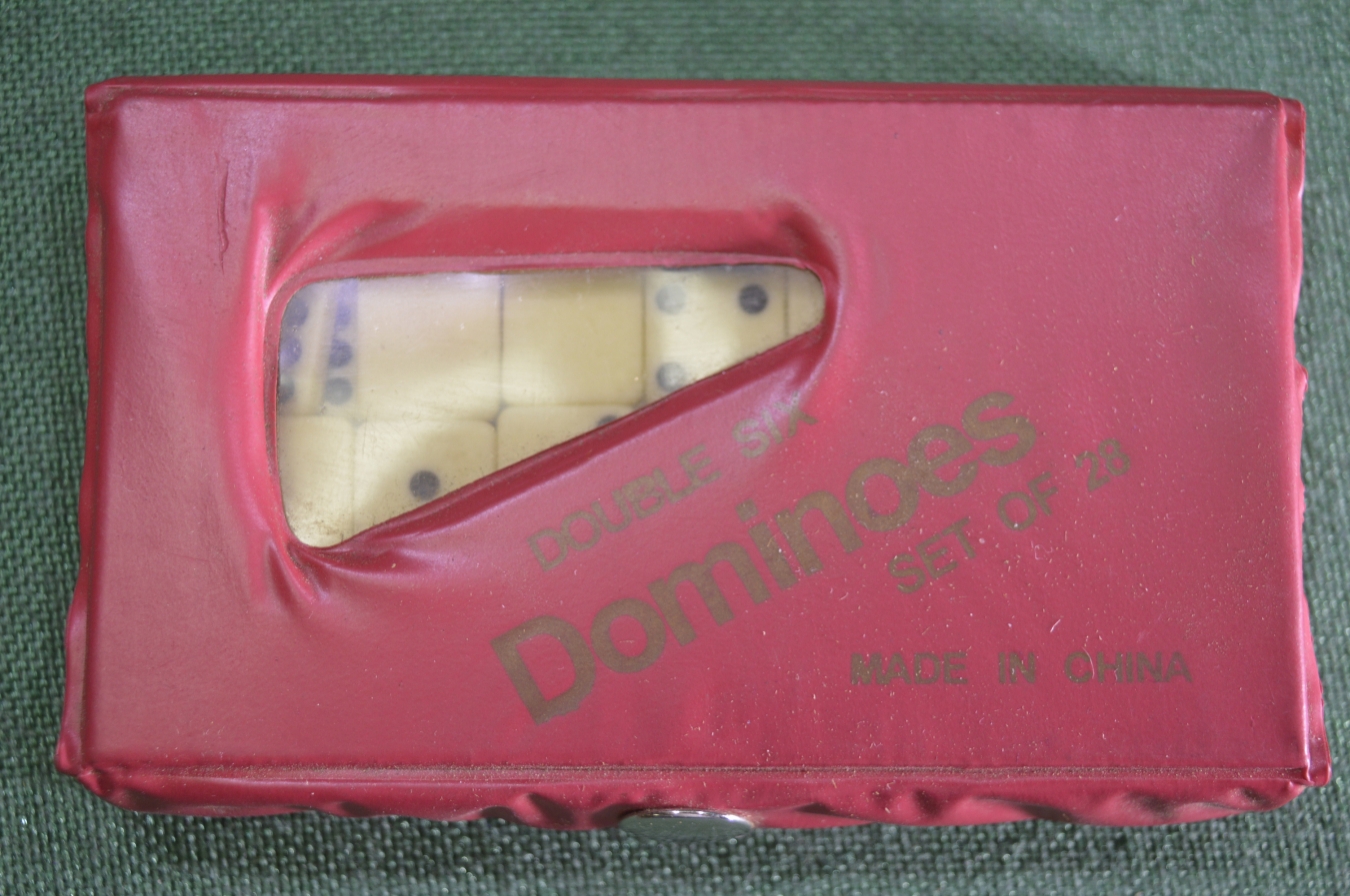 DOUBLE SIX
Dominoes
SET OF 28
MADE IN CHINA